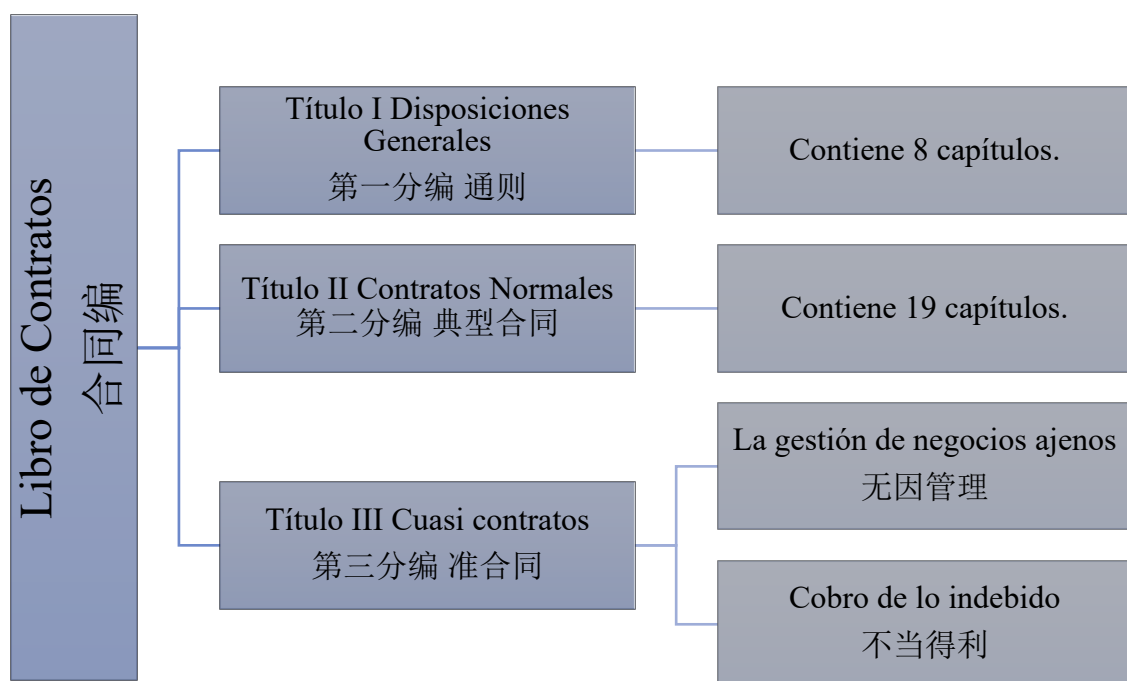 Libro de Contratos
合同编
Título I Disposiciones
Generales
第一分编 通则
Contiene 8 capítulos.
Título II Contratos Normales
第二分编 典型合同
Contiene 19 capítulos.
Título III Cuasi contratos
第三分编 准合同
La gestión de negocios ajenos
无因管理
Cobro de lo indebido
不当得利